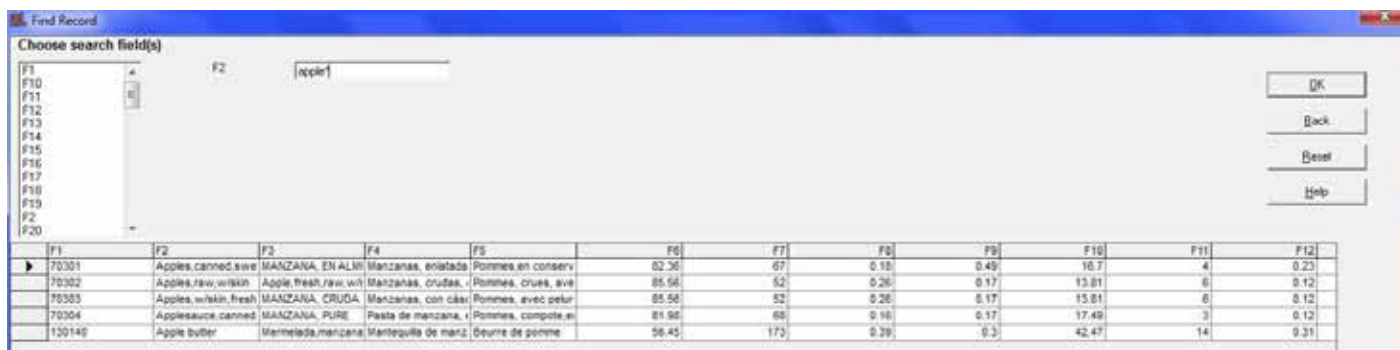 Find Record
Choose search field(s)
F1
F10
F11
F12
F13
F14
F15
F16
F17
F18
F19
F2
F20
F2 apple*
OK
Back
Reset
Help
F1 F2 F3 F4 F5 F6 F7 F8 F9 F10 F11 F12
70301 Apples,canned,swe MANZANA, EN ALMI Manzanas, enlatada Pommes,en conserv 82.36 67 0.18 0.49 16.7 4 0.23
70302 Apples,raw,w/skin Apple,fresh,raw,w/ Manzanas, crudas, Pommes, crues, ave 85.56 52 0.26 0.17 13.81 6 0.12
70303 Apples,w/skin,fresh MANZANA, CRUDA Manzanas, con cásc Pommes, avec pelur 85.56 52 0.26 0.17 13.81 6 0.12
70304 Applesauce,canned MANZANA, PURE Pasta de manzana, Pommes, compote,e 81.98 68 0.16 0.17 17.49 3 0.12
130140 Apple butter Mermelada,manzana Mantequilla de manz Beurre de pomme 56.45 173 0.39 0.3 42.47 14 0.31